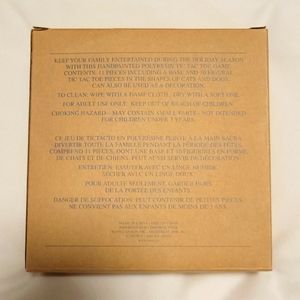 KEEP YOUR FAMILY ENTERTAINED DURING THE HOLIDAY SEASON
WITH THIS HANDPAINTED POLYRESIN TIC TAC TOE GAME
CONTENTS: 11 PIECES INCLUDING A BASE AND 10 FESTIVE
TIC TAC TOE PIECES IN THE SHAPES OF CATS AND DOGS.
CAN ALSO BE USED AS A DECORATION.
TO CLEAN: WIPE WITH A DAMP CLOTH, DRY WITH A SOFT ONE
FOR ADULT USE ONLY. KEEP OUT OF REACH OF CHILDREN
CHOKING HAZARD - MAY CONTAIN SMALL PARTS - NOT INTENDED
FOR CHILDREN UNDER 3 YEARS
CE JEU DE TICTACTO EN POLYRÉSINE PEINTE À LA MAIN SAURA
DIVERTIR TOUTE LA FAMILLE PENDANT LA PÉRIODE DES FÊTES.
COMPREND 11 PIÈCES, DONT UNE BASE ET 10 FIGURINES EN FORME
DE CHATS ET DE CHIENS. PEUT AUSSI SERVIR DE DÉCORATION
ENTRETIEN: ESSUYER AVEC UN LINGE HUMIDE,
SÉCHER AVEC UN LINGE DOUX
POUR ADULTE SEULEMENT. GARDER HORS
DE LA PORTÉE DES ENFANTS.
DANGER DE SUFFOCATION: PEUT CONTENIR DE PETITES PIÈCES
NE CONVIENT PAS AUX ENFANTS DE MOINS DE 3 ANS.